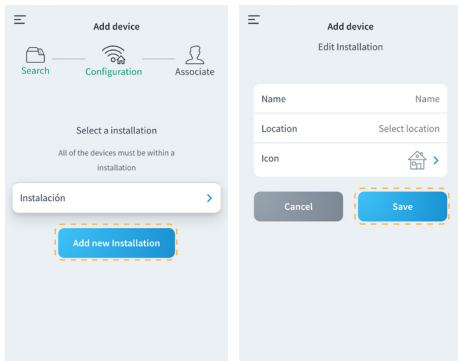 Add device
Search
Configuration
Associate
Select a installation
All of the devices must be within a
installation
Instalación
Add new Installation
Add device
Edit Installation
Name
Name
Location
Select location
Icon
Cancel
Save